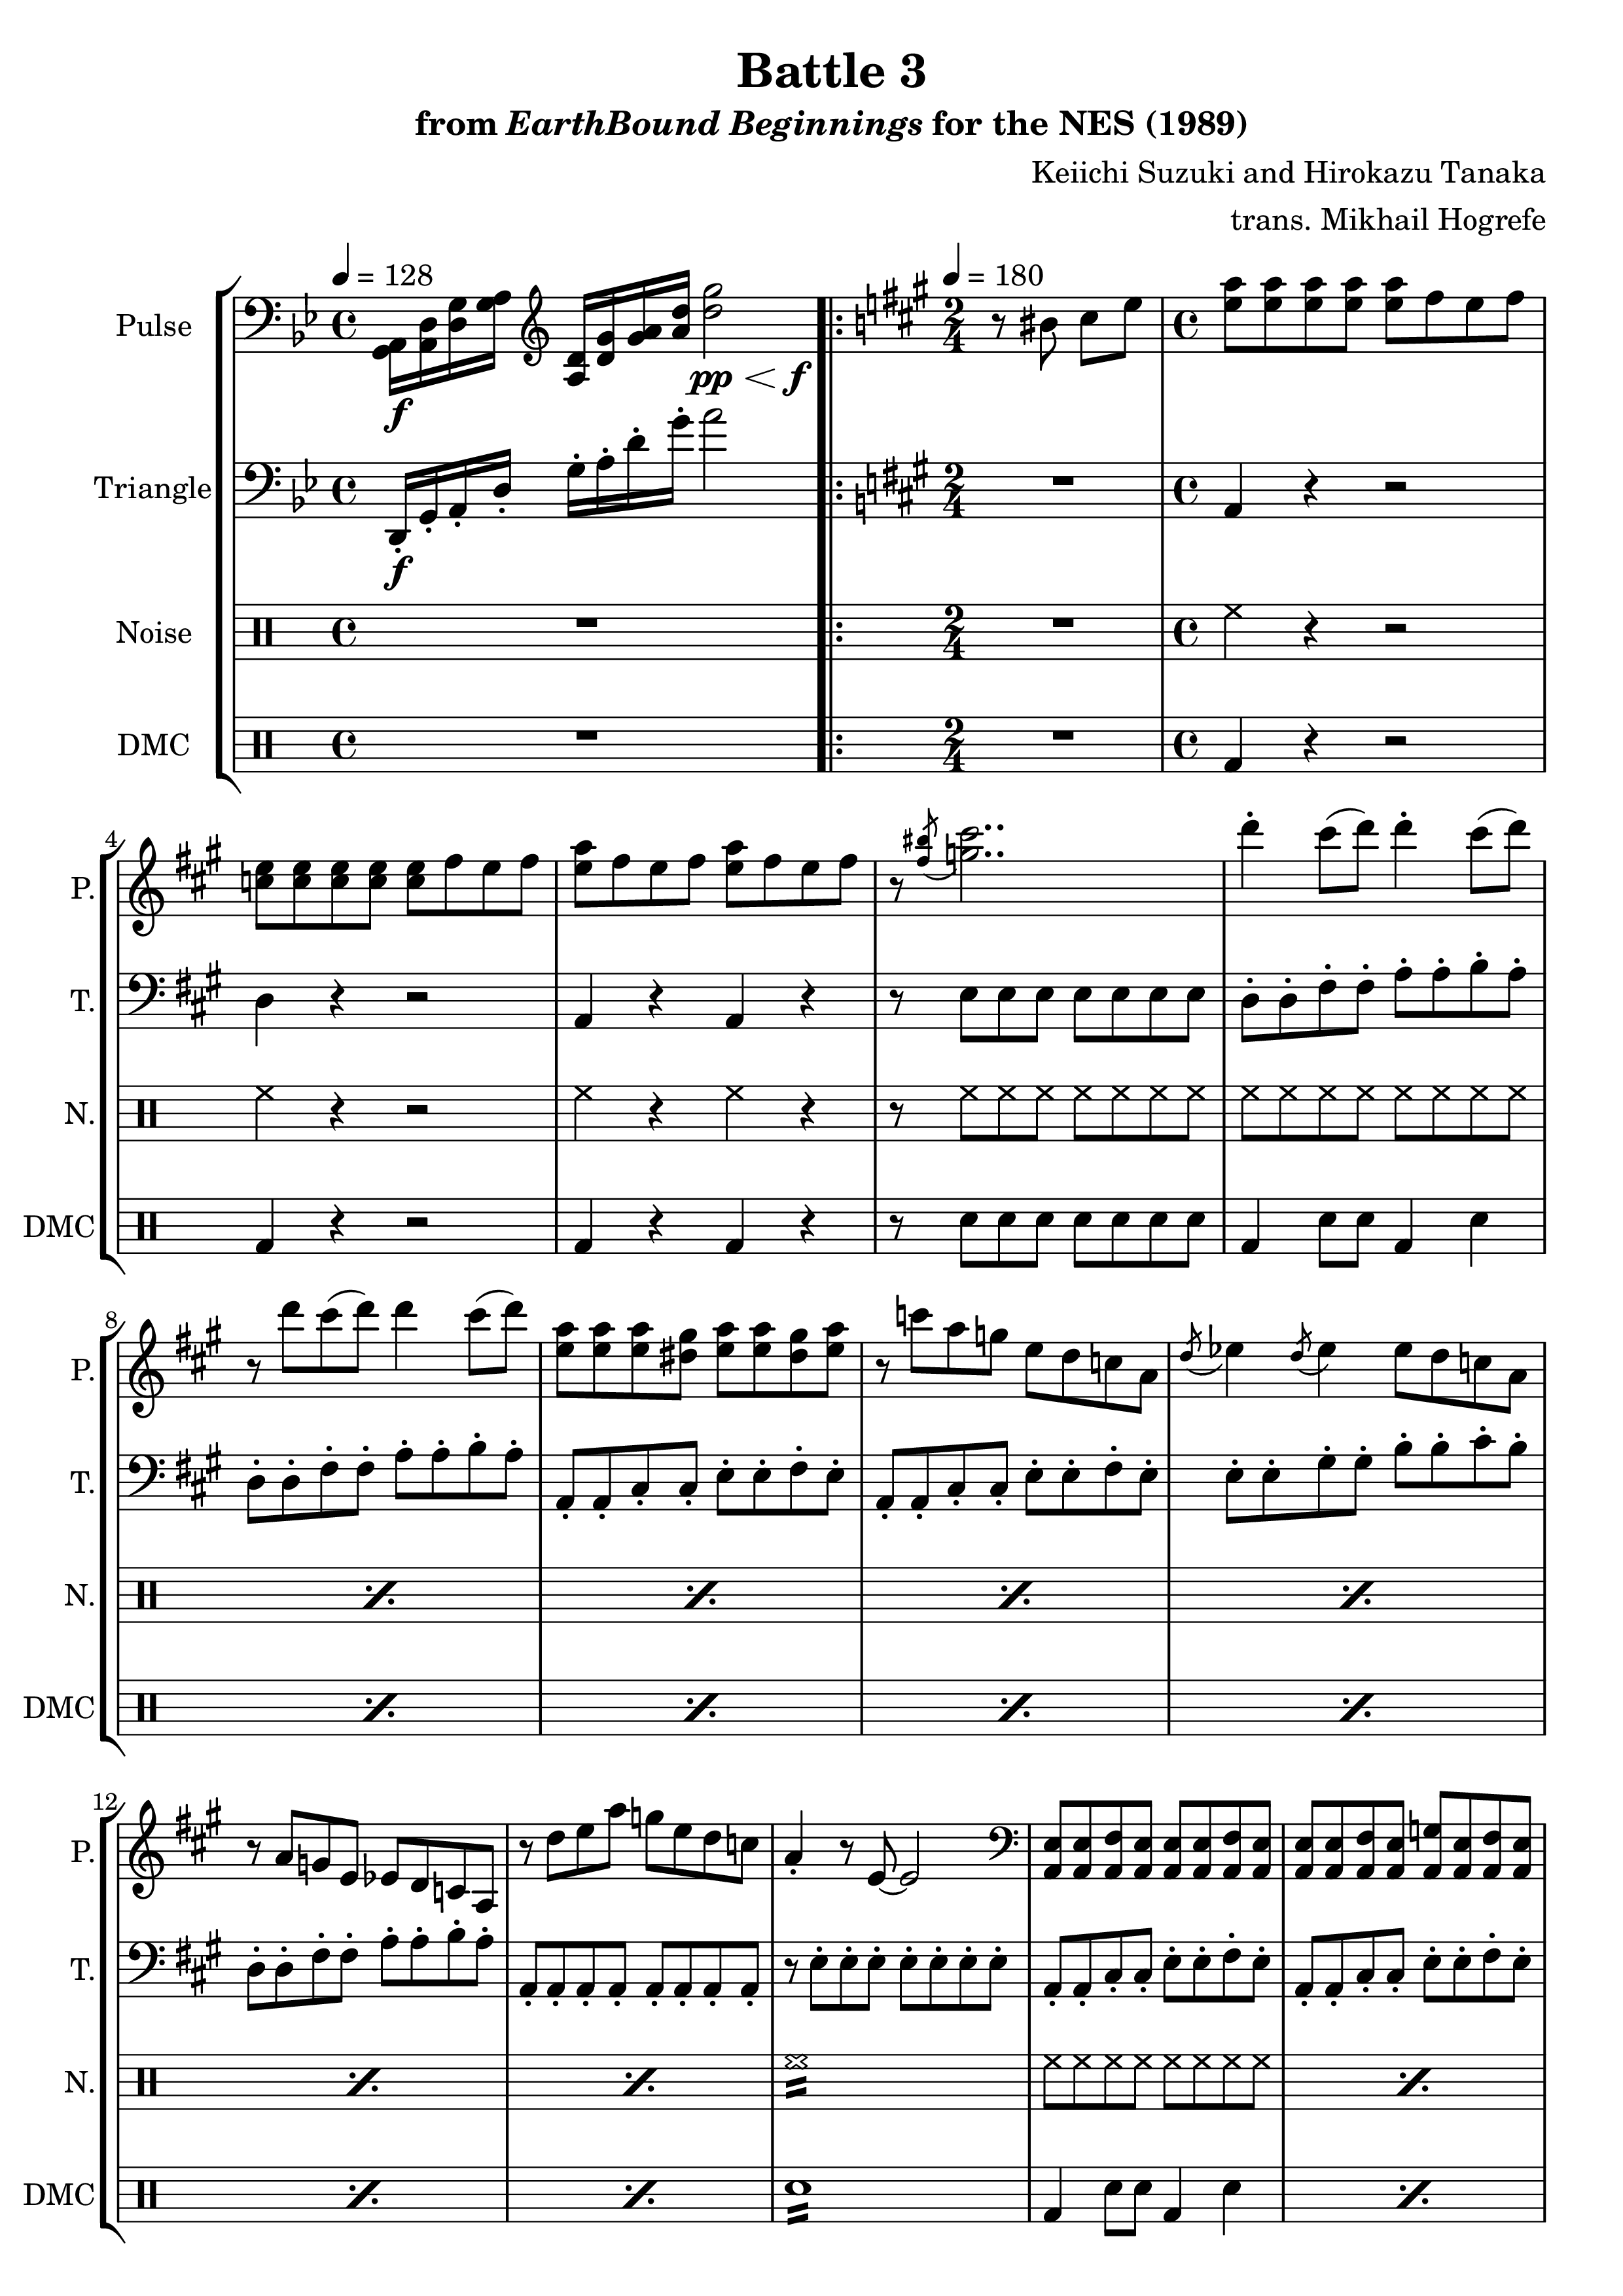 Battle 3
from EarthBound Beginnings for the NES (1989)
Keiichi Suzuki and Hirokazu Tanaka
trans. Mikhail Hogrefe
= 128
= 180
Pulse
f
pp < f
Triangle
f
Noise
DMC
4
P.
T.
N.
DMC
8
P.
T.
N.
DMC
12
P.
T.
N.
DMC